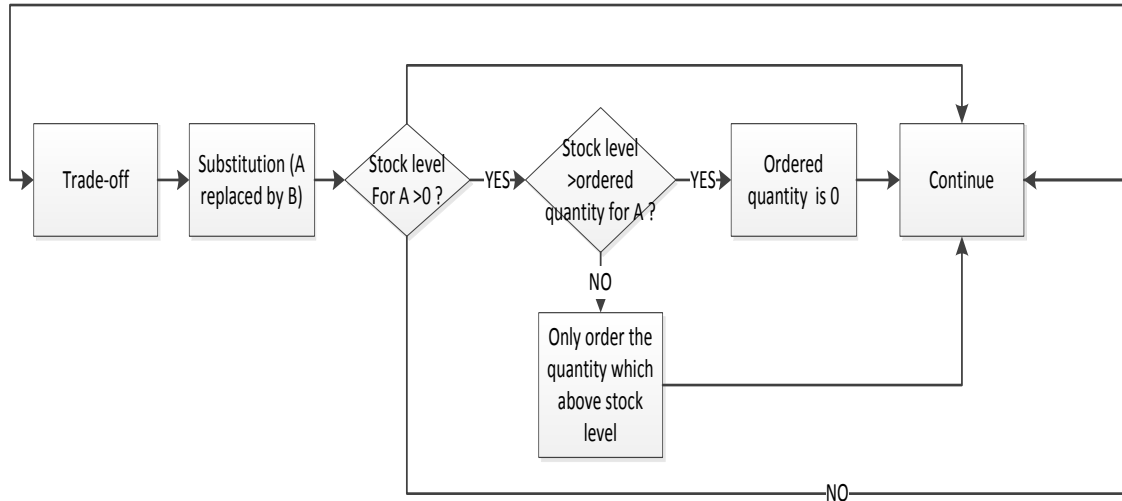 Trade-off
Substitution (A
replaced by B)
Stock level
For A >0 ?
YES
Stock level
>ordered
quantity for A ?
YES
Ordered
quantity is 0
Continue
NO
Only order the
quantity which
above stock
level
NO